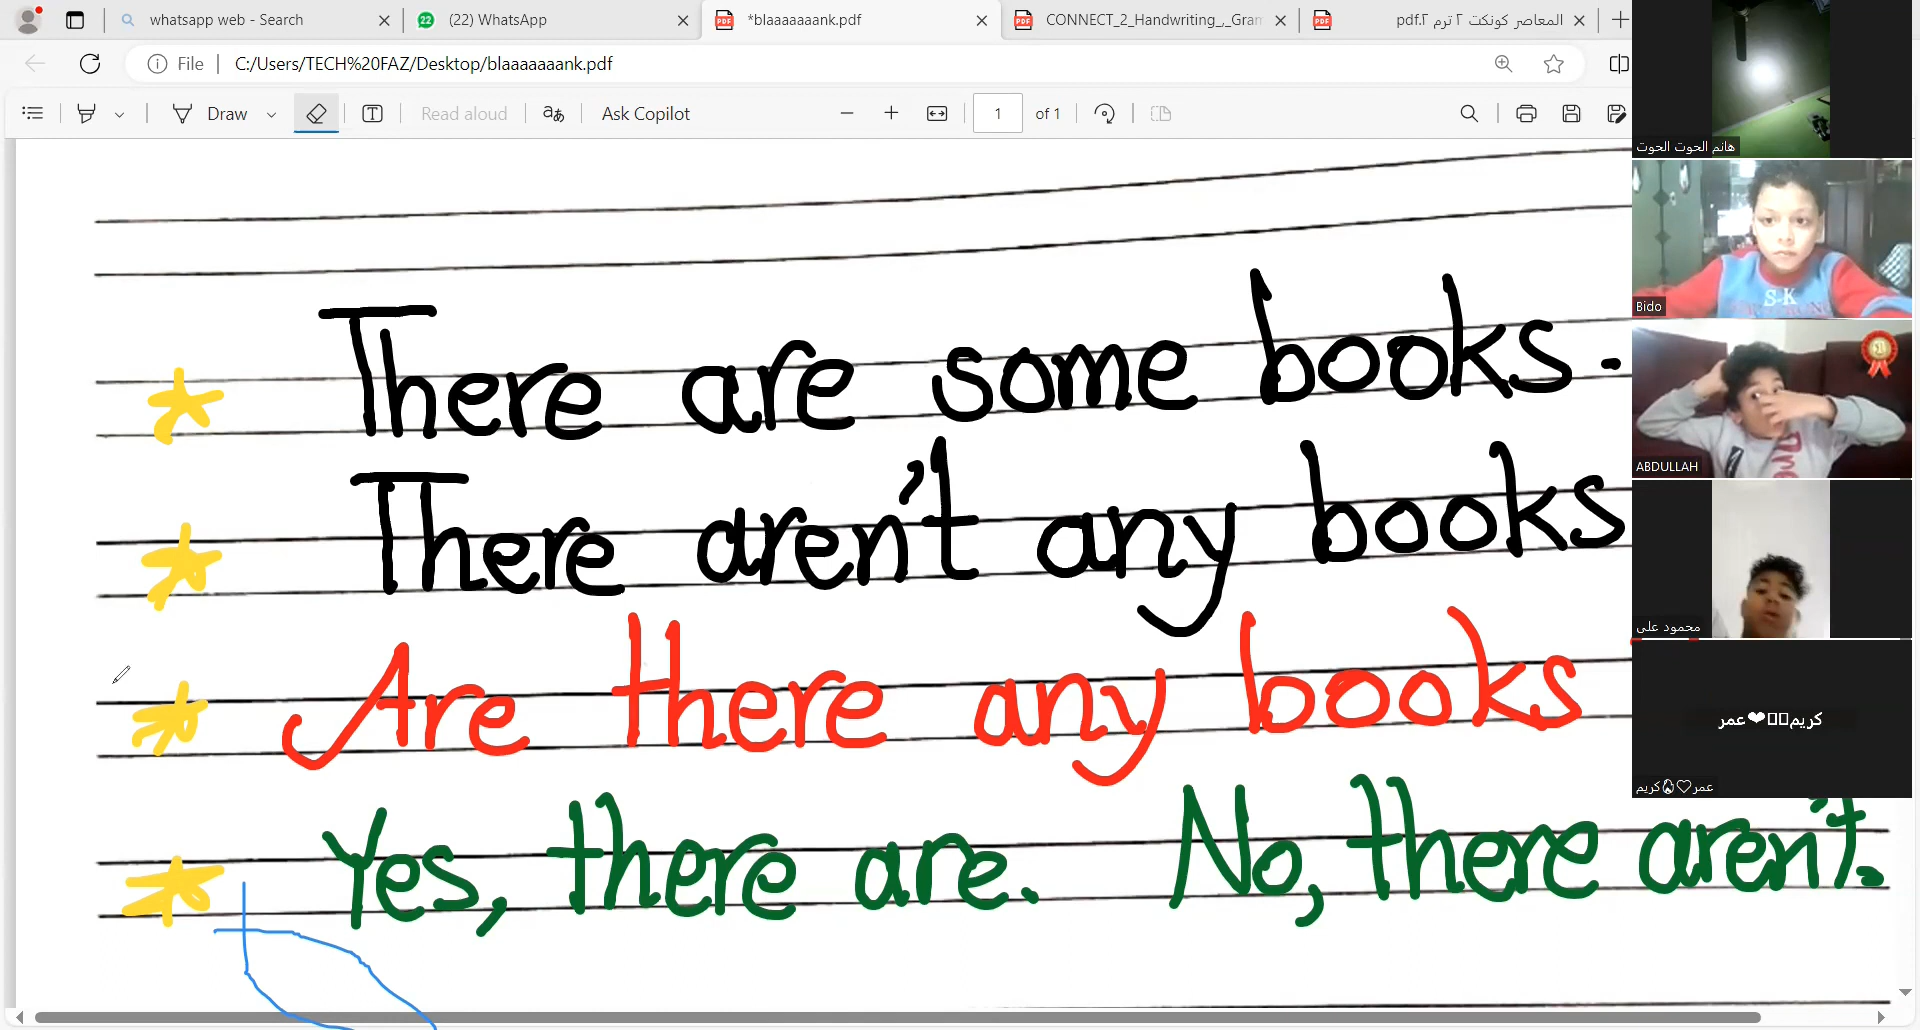 whatsapp web - Search
(22) WhatsApp
*blaaaaaaank.pdf
CONNECT_2_Handwriting_,_Gram
المعاصر كونكت ٢ ترم ٢.pdf
File
C:/Users/TECH%20FAZ/Desktop/blaaaaaaank.pdf
Draw
Read aloud
Ask Copilot
1
of 1
There are some books.
There aren't any books
Are there any books
Yes, there are. No, there aren't.
هانم الحوت الحوت
S·K
Bido
ABDULLAH
محمود على
كريم❤عمر
عمر♡كريم